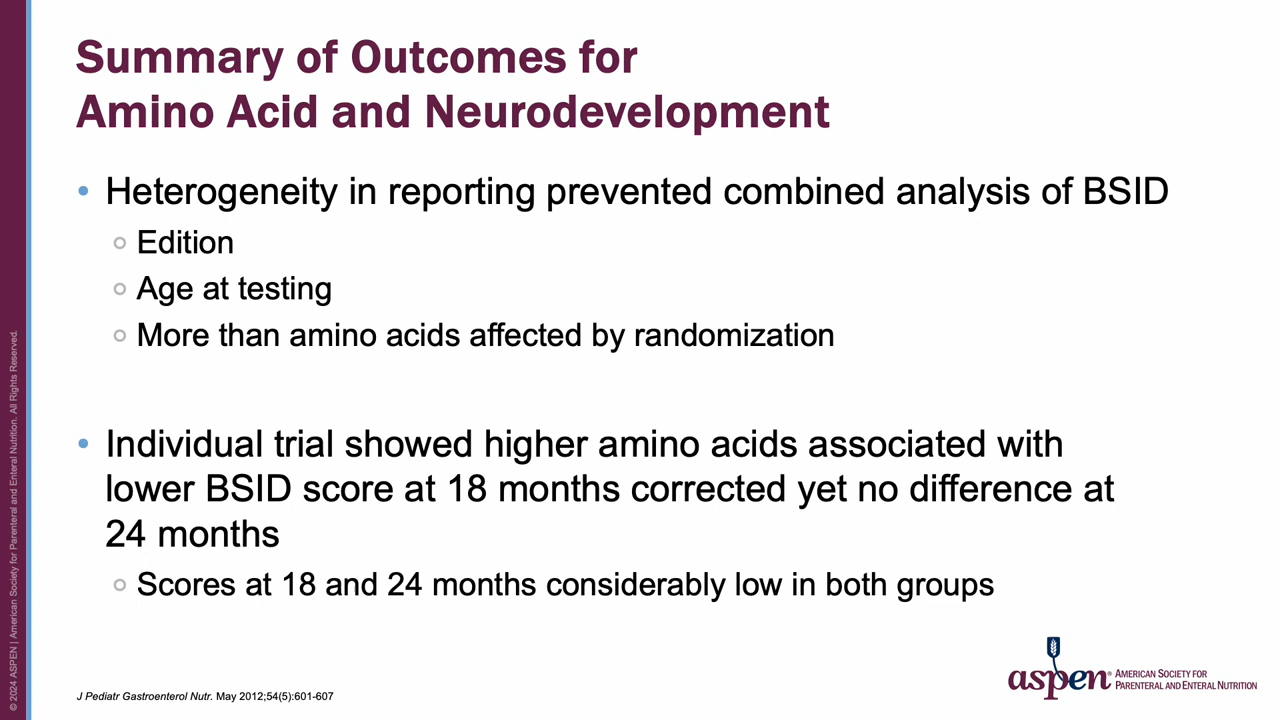 Summary of Outcomes for
Amino Acid and Neurodevelopment
• Heterogeneity in reporting prevented combined analysis of BSID
○ Edition
○ Age at testing
○ More than amino acids affected by randomization
• Individual trial showed higher amino acids associated with
lower BSID score at 18 months corrected yet no difference at
24 months
○ Scores at 18 and 24 months considerably low in both groups
J Pediatr Gastroenterol Nutr. May 2012;54(5):601-607
aspen® AMERICAN SOCIETY FOR
PARENTERAL AND ENTERAL NUTRITION
© 2024 ASPEN | American Society for Parenteral and Enteral Nutrition. All Rights Reserved.